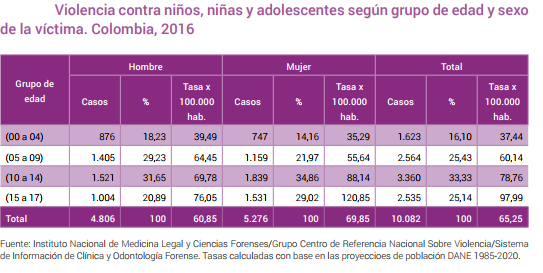 Violencia contra niños, niñas y adolescentes según grupo de edad y sexo
de la víctima. Colombia, 2016
Grupo de edad Hombre Mujer Total
Casos % Tasa x 100.000 hab. Casos % Tasa x 100.000 hab. Casos % Tasa x 100.000 hab.
(00 a 04) 876 18,23 39,49 747 14,16 35,29 1.623 16,10 37,44
(05 a 09) 1.405 29,23 64,45 1.159 21,97 55,64 2.564 25,43 60,14
(10 a 14) 1.521 31,65 69,78 1.839 34,86 88,14 3.360 33,33 78,76
(15 a 17) 1.004 20,89 76,05 1.531 29,02 120,85 2.535 25,14 97,99
Total 4.806 100 60,85 5.276 100 69,85 10.082 100 65,25
Fuente: Instituto Nacional de Medicina Legal y Ciencias Forenses/Grupo Centro de Referencia Nacional Sobre Violencia/Sistema
de Información de Clínica y Odontología Forense. Tasas calculadas con base en las proyecciones de población DANE 1985-2020.